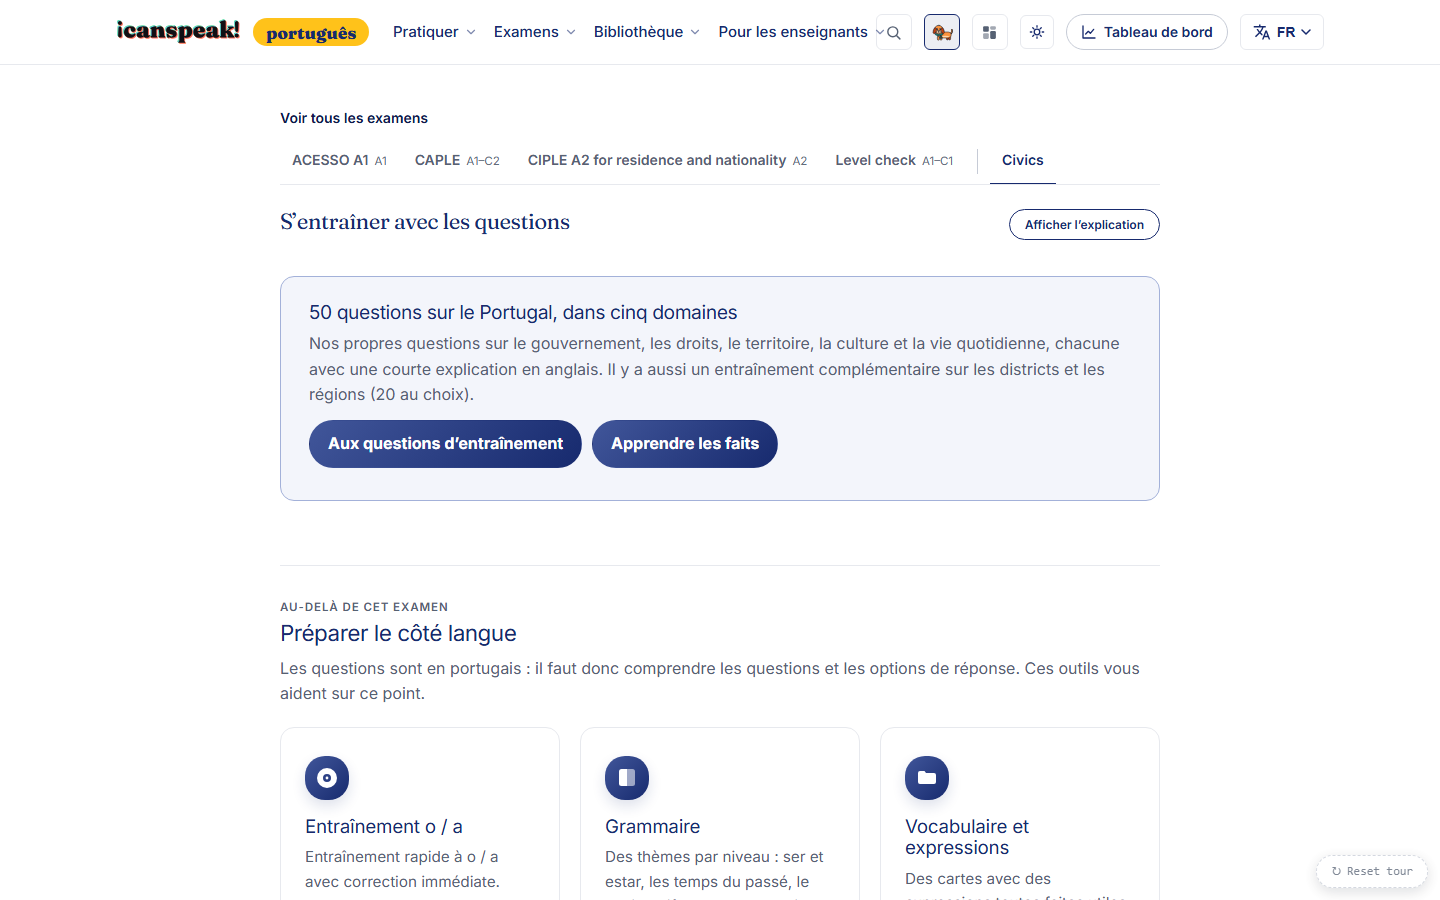 icanspeak!
português
Pratiquer
Examens
Bibliothèque
Pour les enseignants
Tableau de bord
FR
Voir tous les examens
ACESSO A1 A1
CAPLE A1–C2
CIPLE A2 for residence and nationality A2
Level check A1–C1
Civics
S’entraîner avec les questions
Afficher l’explication
50 questions sur le Portugal, dans cinq domaines
Nos propres questions sur le gouvernement, les droits, le territoire, la culture et la vie quotidienne, chacune
avec une courte explication en anglais. Il y a aussi un entraînement complémentaire sur les districts et les
régions (20 au choix).
Aux questions d’entraînement
Apprendre les faits
AU-DELÀ DE CET EXAMEN
Préparer le côté langue
Les questions sont en portugais : il faut donc comprendre les questions et les options de réponse. Ces outils vous
aident sur ce point.
Entraînement o / a
Entraînement rapide à o / a
avec correction immédiate.
Grammaire
Des thèmes par niveau : ser et
estar, les temps du passé, le
Vocabulaire et
expressions
Des cartes avec des
↻ Reset tour